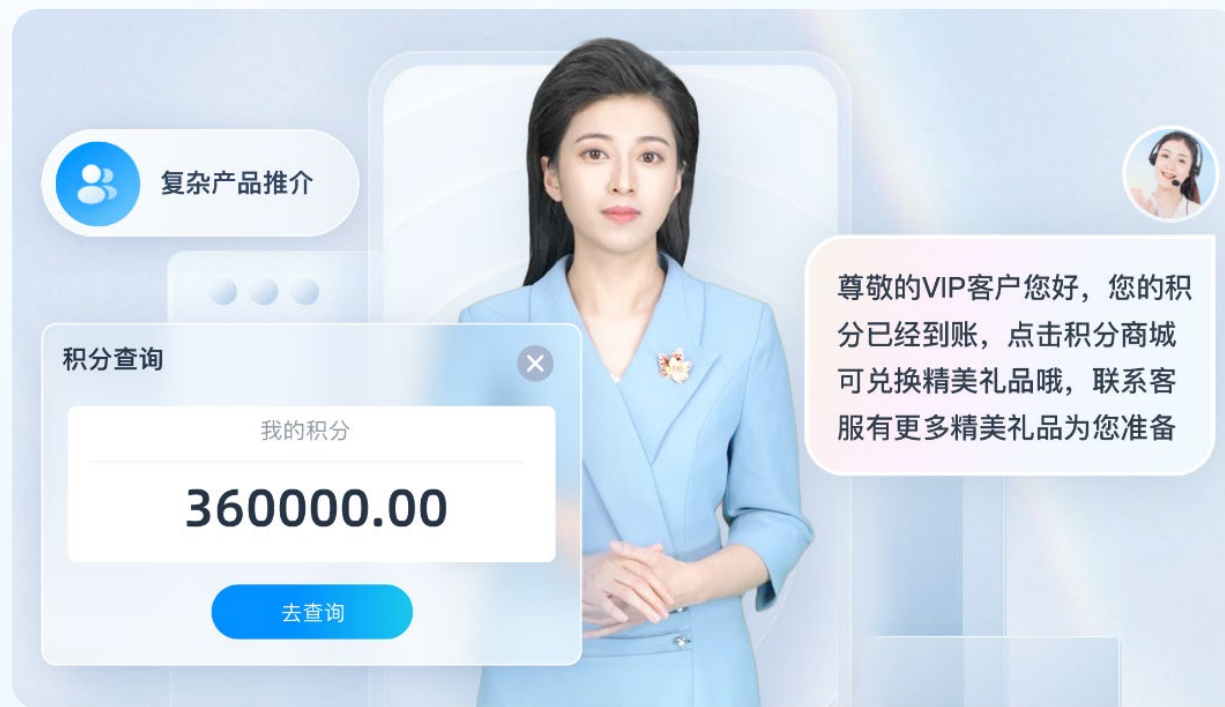 复杂产品推介
积分查询
我的积分
360000.00
去查询
尊敬的VIP客户您好，您的积
分已经到账，点击积分商城
可兑换精美礼品哦，联系客
服有更多精美礼品为您准备